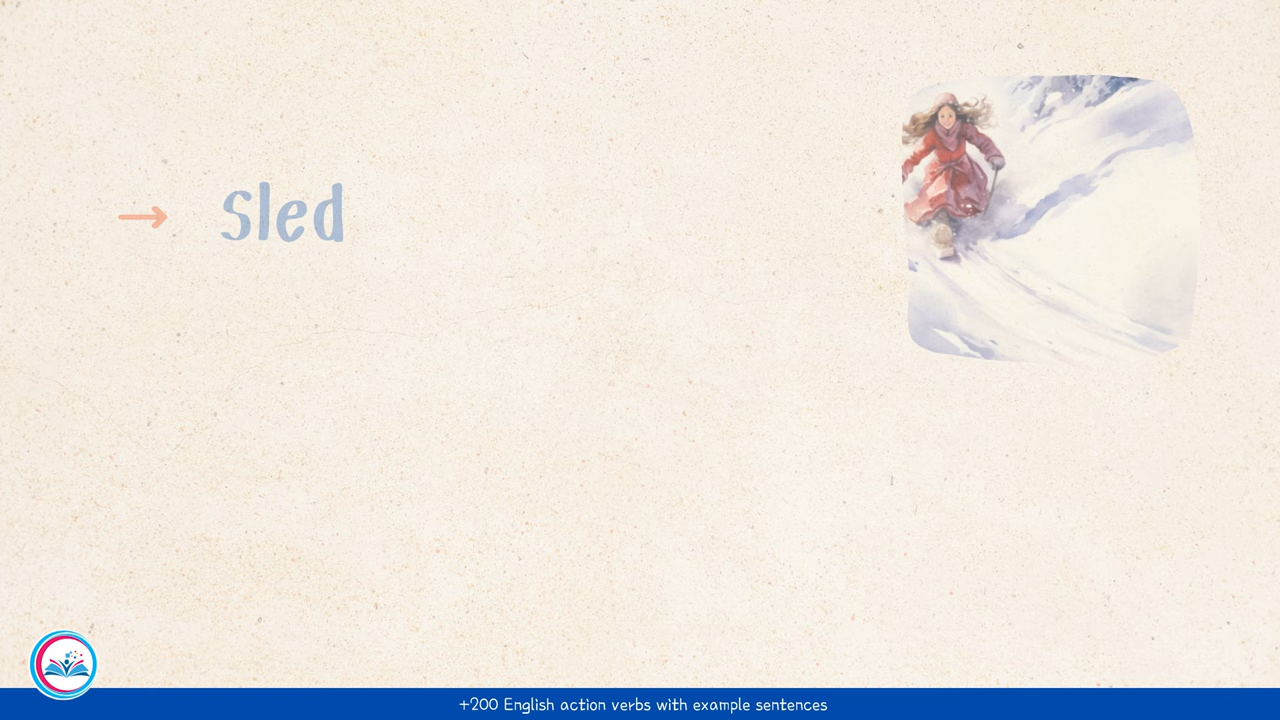 → Sled
+200 English action verbs with example sentences